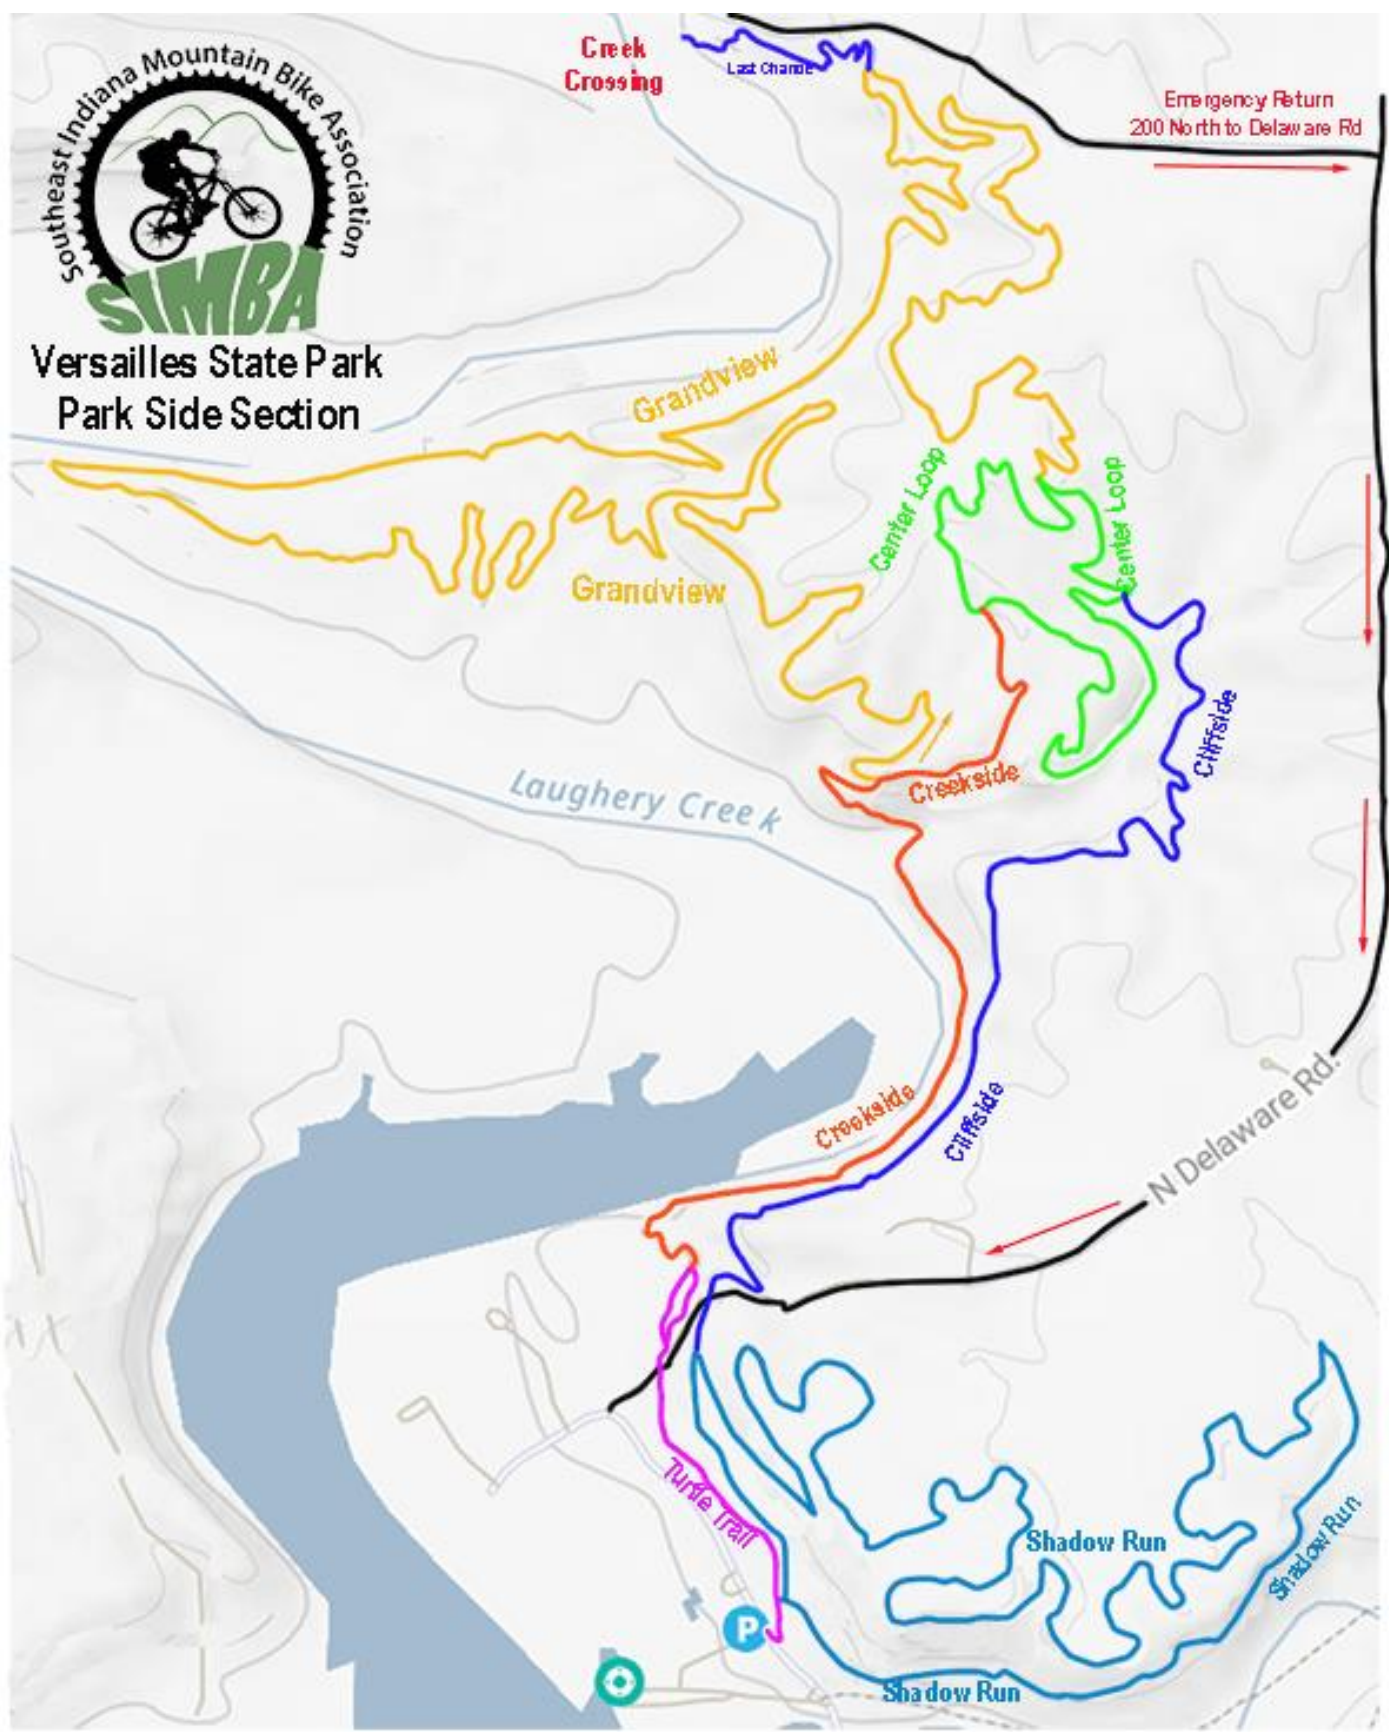 Southeast Indiana Mountain Bike Association
SIMBA
Versailles State Park
Park Side Section
Creek
Crossing
Last Chance
Emergency Return
200 North to Delaware Rd
Grandview
Grandview
Center Loop
Center Loop
Cliffside
Creekside
Laughery Creek
Creekside
Cliffside
N Delaware Rd.
Turtle Trail
Shadow Run
Shadow Run
P
Shadow Run